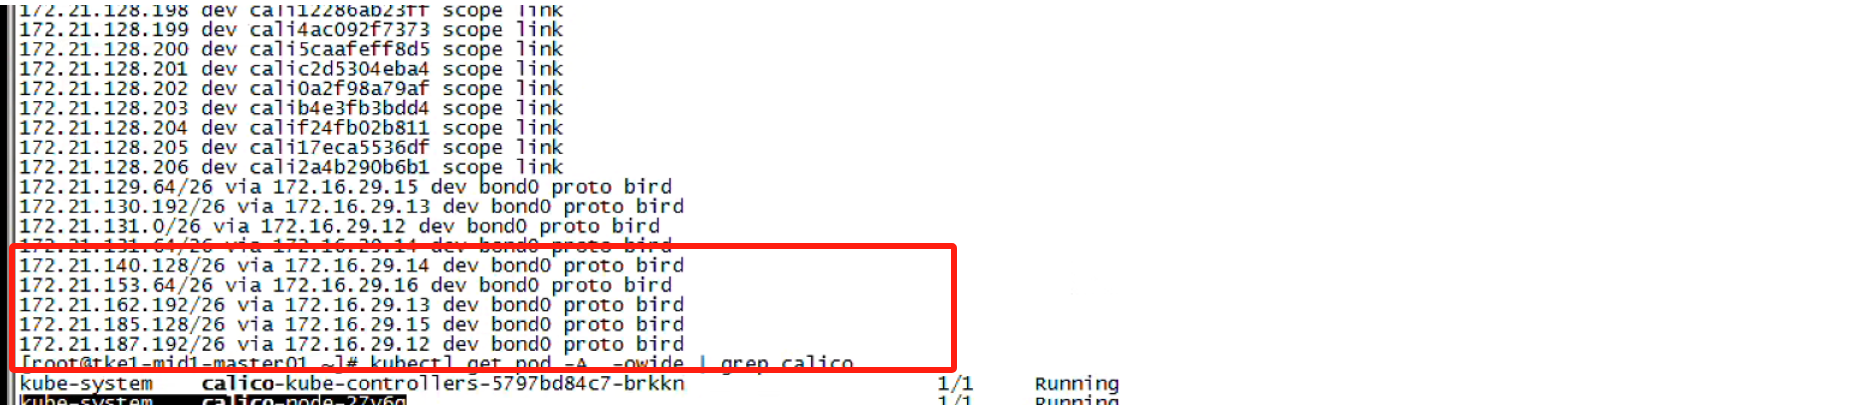 172.21.128.198 dev cali12286ab23ff scope link
172.21.128.199 dev cali4ac092f7373 scope link
172.21.128.200 dev cali5caafeff8d5 scope link
172.21.128.201 dev calic2d5304eba4 scope link
172.21.128.202 dev cali0a2f98a79af scope link
172.21.128.203 dev calib4e3fb3bdd4 scope link
172.21.128.204 dev calif24fb02b811 scope link
172.21.128.205 dev cali17eca5536df scope link
172.21.128.206 dev cali2a4b290b6b1 scope link
172.21.129.64/26 via 172.16.29.15 dev bond0 proto bird
172.21.130.192/26 via 172.16.29.13 dev bond0 proto bird
172.21.131.0/26 via 172.16.29.12 dev bond0 proto bird
172.21.131.64/26 via 172.16.29.14 dev bond0 proto bird
172.21.140.128/26 via 172.16.29.14 dev bond0 proto bird
172.21.153.64/26 via 172.16.29.16 dev bond0 proto bird
172.21.162.192/26 via 172.16.29.13 dev bond0 proto bird
172.21.185.128/26 via 172.16.29.15 dev bond0 proto bird
172.21.187.192/26 via 172.16.29.12 dev bond0 proto bird
[root@tke1-mid1-master01 ~]# kubectl get pod -A -owide | grep calico
kube-system calico-kube-controllers-5797bd84c7-brkkn 1/1 Running
kube-system calico-node-27v6q 1/1 Running